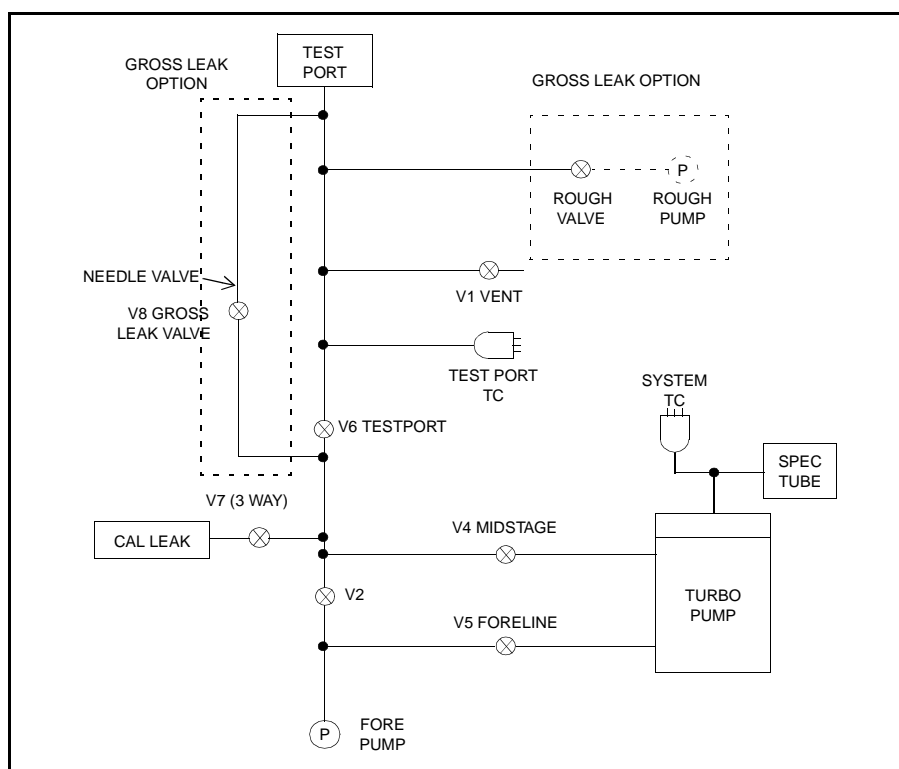 TEST
PORT
GROSS LEAK
OPTION
GROSS LEAK OPTION
P
ROUGH
VALVE
ROUGH
PUMP
NEEDLE VALVE
V1 VENT
V8 GROSS
LEAK VALVE
TEST PORT
TC
SYSTEM
TC
V6 TESTPORT
SPEC
TUBE
V7 (3 WAY)
CAL LEAK
V4 MIDSTAGE
V2
TURBO
PUMP
V5 FORELINE
P
FORE
PUMP